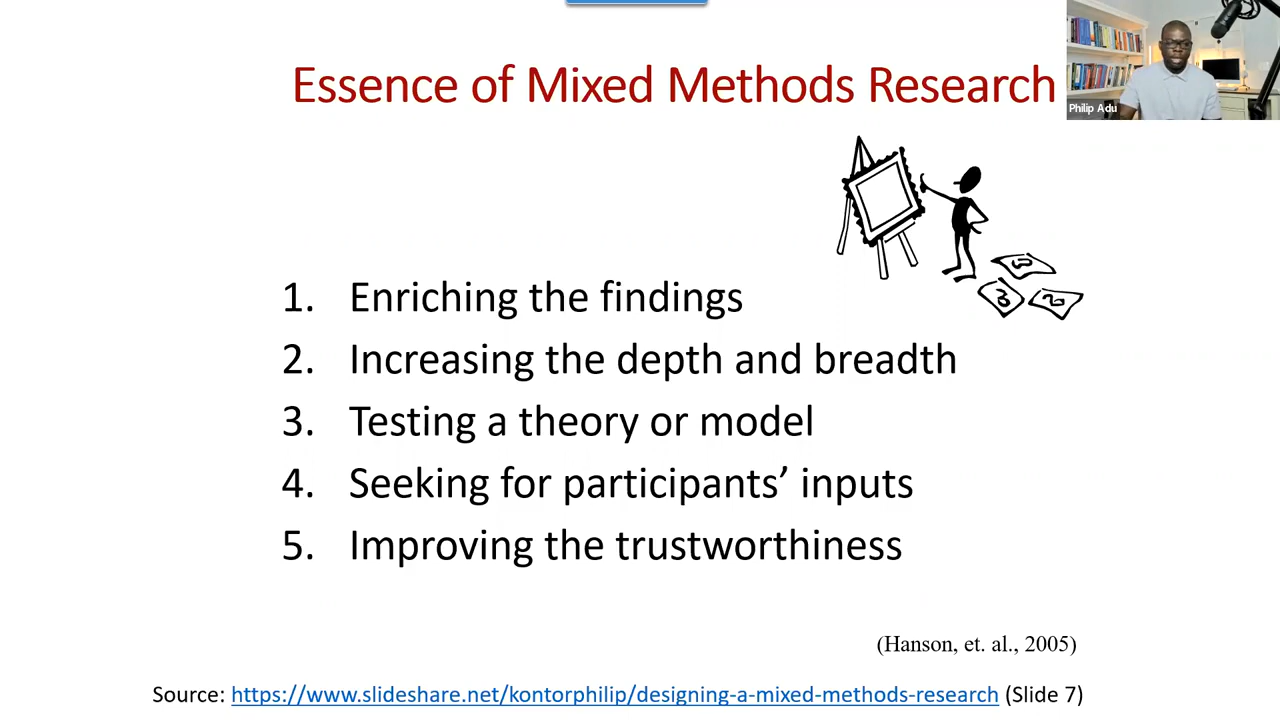 Essence of Mixed Methods Research
Philip Adu
1. Enriching the findings
2. Increasing the depth and breadth
3. Testing a theory or model
4. Seeking for participants’ inputs
5. Improving the trustworthiness
3
2
(Hanson, et. al., 2005)
Source: https://www.slideshare.net/kontorphilip/designing-a-mixed-methods-research (Slide 7)